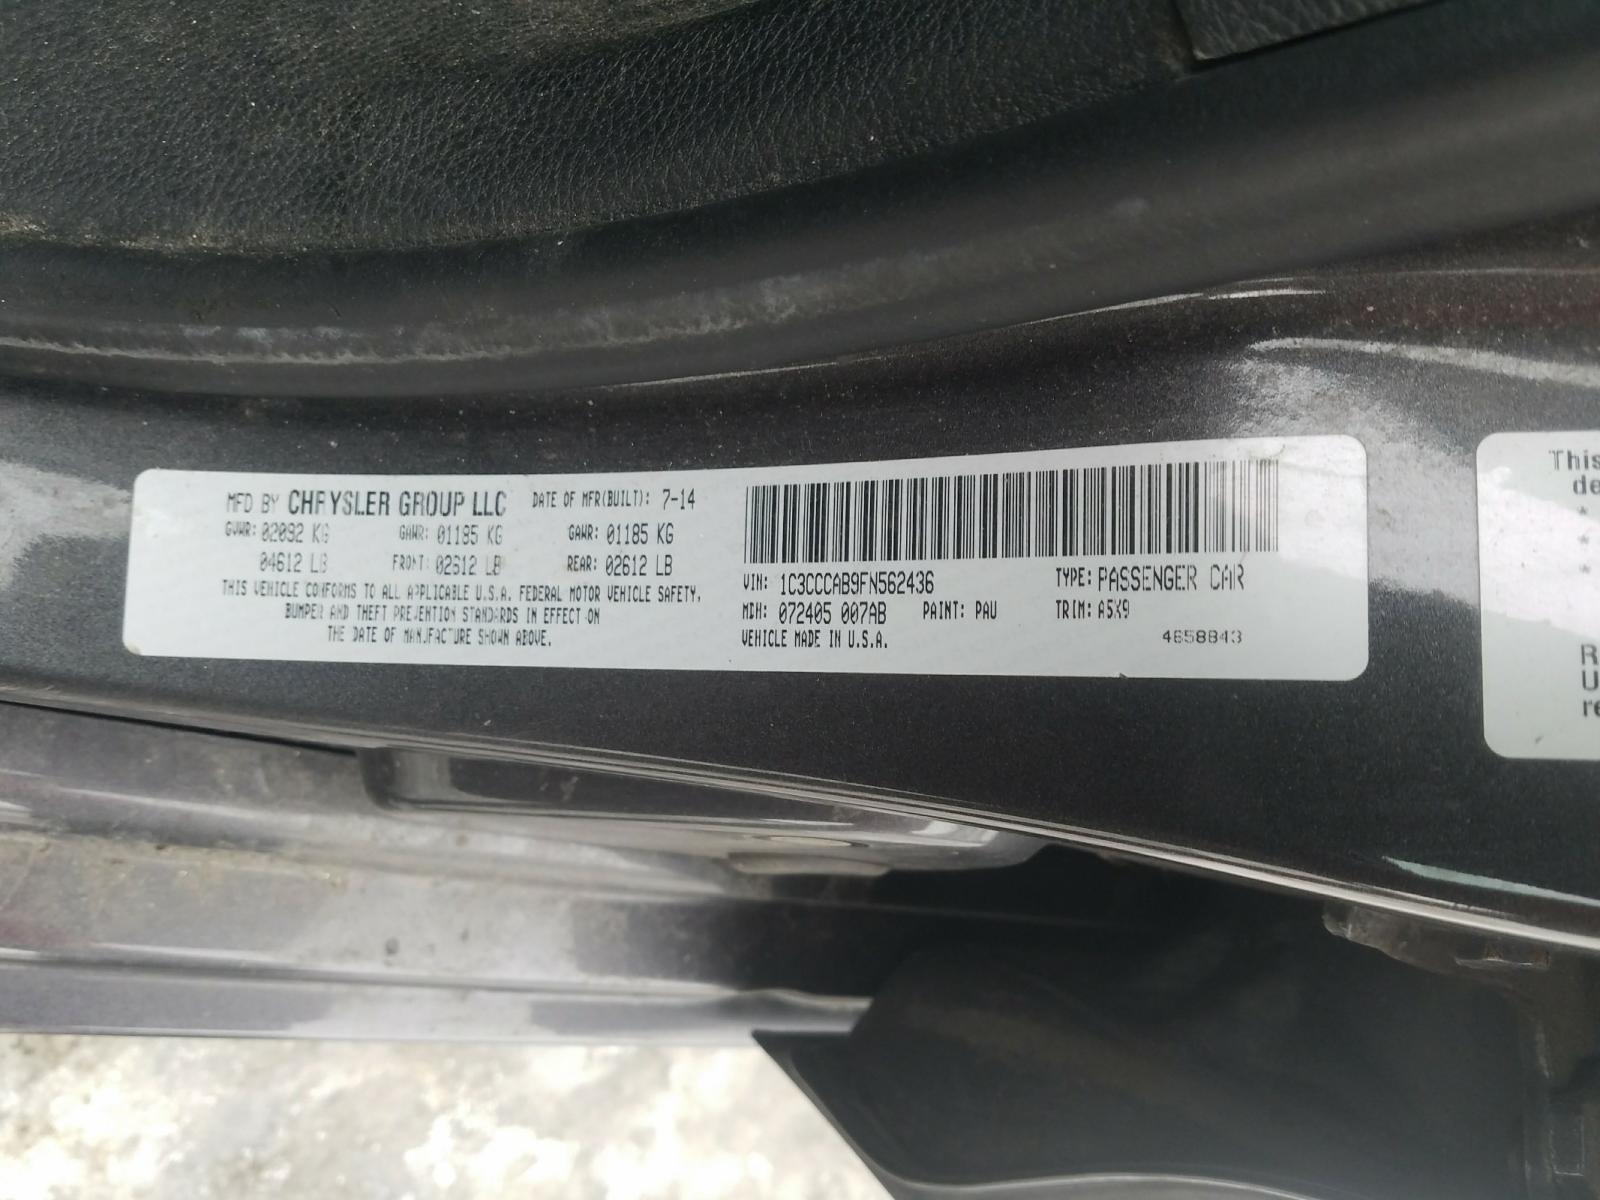 MFD BY CHRYSLER GROUP LLC DATE OF MFR(BUILT): 7-14
GVWR: 02092 KG GAWR: 01185 KG GAWR: 01185 KG
04612 LB FRONT: 02612 LB REAR: 02612 LB
THIS VEHICLE CONFORMS TO ALL APPLICABLE U.S.A. FEDERAL MOTOR VEHICLE SAFETY,
BUMPER AND THEFT PREVENTION STANDARDS IN EFFECT ON
THE DATE OF MANUFACTURE SHOWN ABOVE.
VIN: 1C3CCCAB9FN562436 TYPE: PASSENGER CAR
MDH: 072405 007AB PAINT: PAU TRIM: A5X9
VEHICLE MADE IN U.S.A. 4658843
This
de
*
*
*
R
U
re